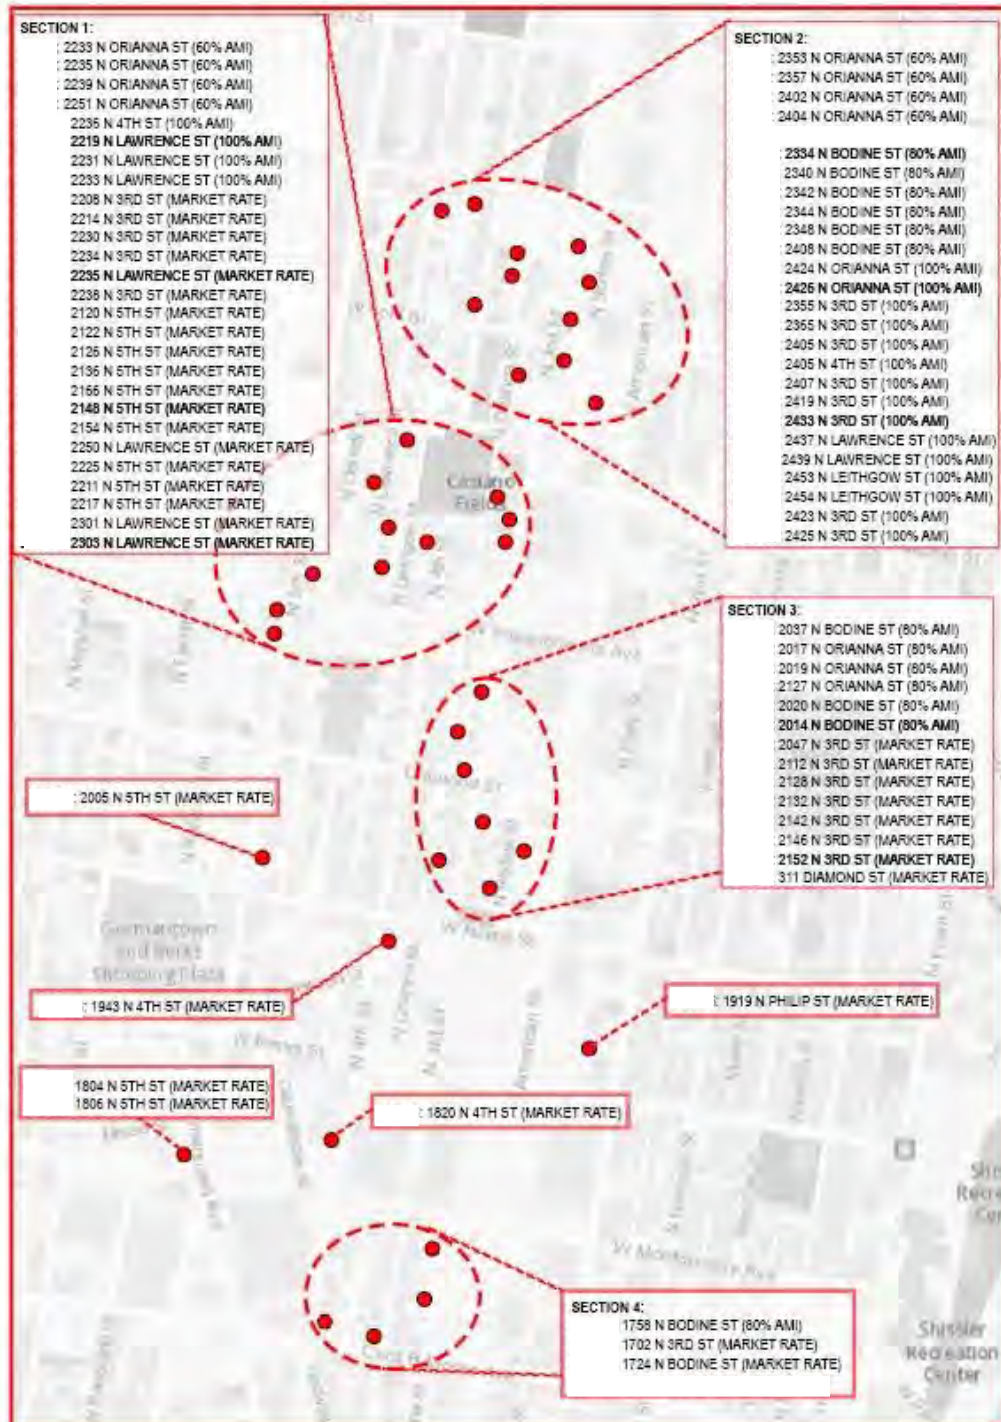 SECTION 1:
: 2233 N ORIANNA ST (60% AMI)
: 2235 N ORIANNA ST (60% AMI)
: 2239 N ORIANNA ST (60% AMI)
: 2251 N ORIANNA ST (60% AMI)
2235 N 4TH ST (100% AMI)
2219 N LAWRENCE ST (100% AMI)
2231 N LAWRENCE ST (100% AMI)
2233 N LAWRENCE ST (100% AMI)
2208 N 3RD ST (MARKET RATE)
2214 N 3RD ST (MARKET RATE)
2230 N 3RD ST (MARKET RATE)
2234 N 3RD ST (MARKET RATE)
2235 N LAWRENCE ST (MARKET RATE)
2236 N 3RD ST (MARKET RATE)
2120 N 5TH ST (MARKET RATE)
2122 N 5TH ST (MARKET RATE)
2126 N 5TH ST (MARKET RATE)
2136 N 5TH ST (MARKET RATE)
2166 N 5TH ST (MARKET RATE)
2148 N 5TH ST (MARKET RATE)
2154 N 5TH ST (MARKET RATE)
2250 N LAWRENCE ST (MARKET RATE)
2225 N 5TH ST (MARKET RATE)
2211 N 5TH ST (MARKET RATE)
2217 N 5TH ST (MARKET RATE)
2301 N LAWRENCE ST (MARKET RATE)
2303 N LAWRENCE ST (MARKET RATE)
SECTION 2:
: 2353 N ORIANNA ST (60% AMI)
: 2357 N ORIANNA ST (60% AMI)
: 2402 N ORIANNA ST (60% AMI)
: 2404 N ORIANNA ST (60% AMI)
: 2334 N BODINE ST (80% AMI)
: 2340 N BODINE ST (80% AMI)
: 2342 N BODINE ST (80% AMI)
: 2344 N BODINE ST (80% AMI)
: 2348 N BODINE ST (80% AMI)
: 2408 N BODINE ST (80% AMI)
: 2424 N ORIANNA ST (100% AMI)
: 2426 N ORIANNA ST (100% AMI)
: 2355 N 3RD ST (100% AMI)
: 2365 N 3RD ST (100% AMI)
: 2405 N 3RD ST (100% AMI)
: 2405 N 4TH ST (100% AMI)
: 2407 N 3RD ST (100% AMI)
: 2419 N 3RD ST (100% AMI)
: 2433 N 3RD ST (100% AMI)
: 2437 N LAWRENCE ST (100% AMI)
2439 N LAWRENCE ST (100% AMI)
: 2453 N LEITHGOW ST (100% AMI)
: 2454 N LEITHGOW ST (100% AMI)
: 2423 N 3RD ST (100% AMI)
: 2425 N 3RD ST (100% AMI)
American St
Fields
SECTION 3:
: 2037 N BODINE ST (80% AMI)
: 2017 N ORIANNA ST (80% AMI)
: 2019 N ORIANNA ST (80% AMI)
: 2127 N ORIANNA ST (80% AMI)
: 2020 N BODINE ST (80% AMI)
: 2014 N BODINE ST (80% AMI)
: 2047 N 3RD ST (MARKET RATE)
: 2112 N 3RD ST (MARKET RATE)
: 2128 N 3RD ST (MARKET RATE)
: 2132 N 3RD ST (MARKET RATE)
: 2142 N 3RD ST (MARKET RATE)
: 2146 N 3RD ST (MARKET RATE)
: 2152 N 3RD ST (MARKET RATE)
311 DIAMOND ST (MARKET RATE)
: 2005 N 5TH ST (MARKET RATE)
Germantown
and Berks
Shopping Plaza
W Norris St
: 1943 N 4TH ST (MARKET RATE)
: 1919 N PHILIP ST (MARKET RATE)
W Berks St
American St
1804 N 5TH ST (MARKET RATE)
1806 N 5TH ST (MARKET RATE)
: 1820 N 4TH ST (MARKET RATE)
W Montgomery Ave
SECTION 4:
1758 N BODINE ST (80% AMI)
1702 N 3RD ST (MARKET RATE)
1724 N BODINE ST (MARKET RATE)
Shissler
Recreation
Center